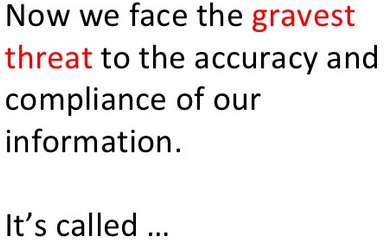 Now we face the gravest
threat to the accuracy and
compliance of our
information.
It’s called ...